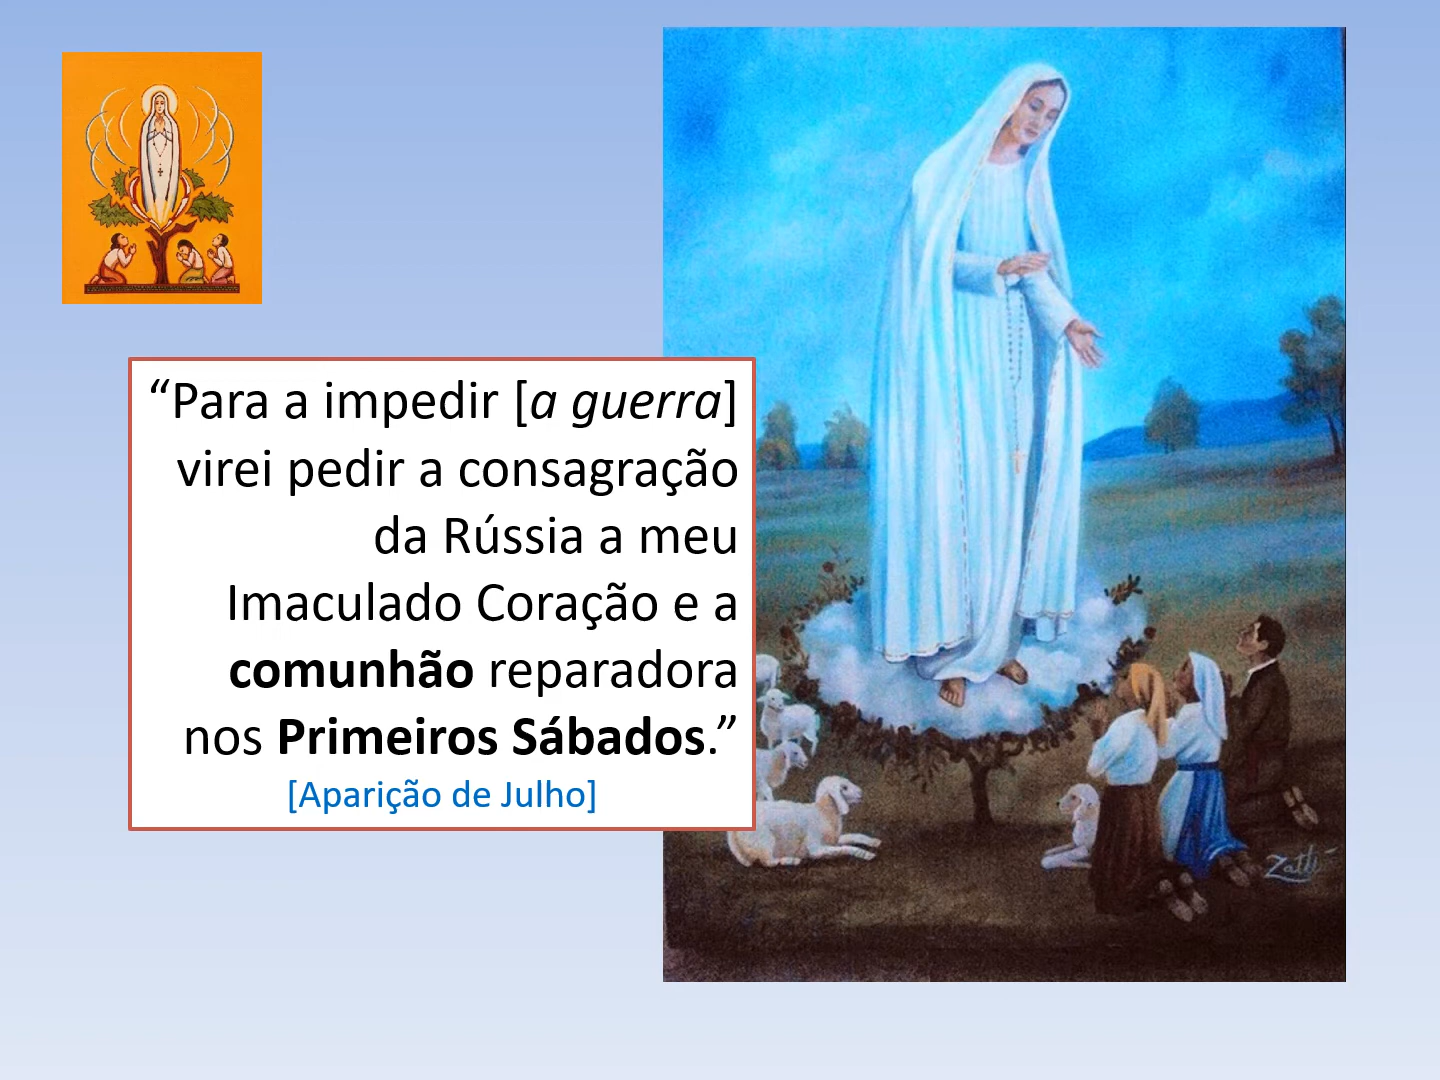 “Para a impedir [a guerra]
virei pedir a consagração
da Rússia a meu
Imaculado Coração e a
comunhão reparadora
nos Primeiros Sábados.”
[Aparição de Julho]